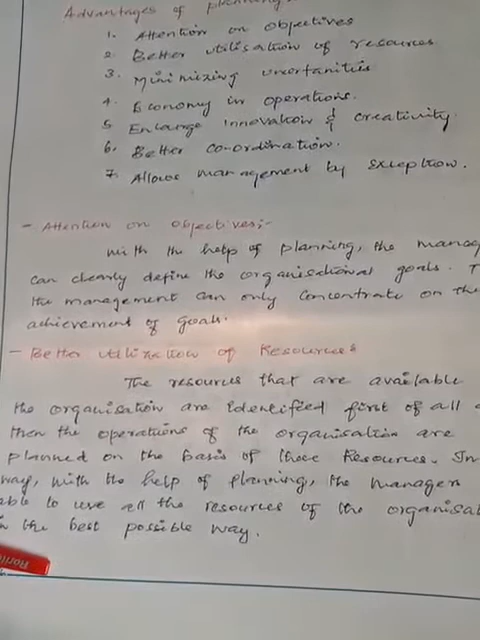 Advantages of planning
1. Attention on objectives
2. Better utilisation of resources
3. Minimizing uncertanities
4. Economy in operations.
5. Enlarge Innovation & creativity.
6. Better co-ordination.
7. Allows management by exception.
- Attention on objectives;-
With the help of planning, the manag
can clearly define the organisational goals. T
the management can only concentrate on the
achievement of goals.
- Better utilization of Resources
The resources that are available
the organisation are identified first of all
then the operations of the organisation are
planned on the basis of those Resources. In
way, with the help of planning, the manager
able to use all the resources of the organisat
in the best possible way.